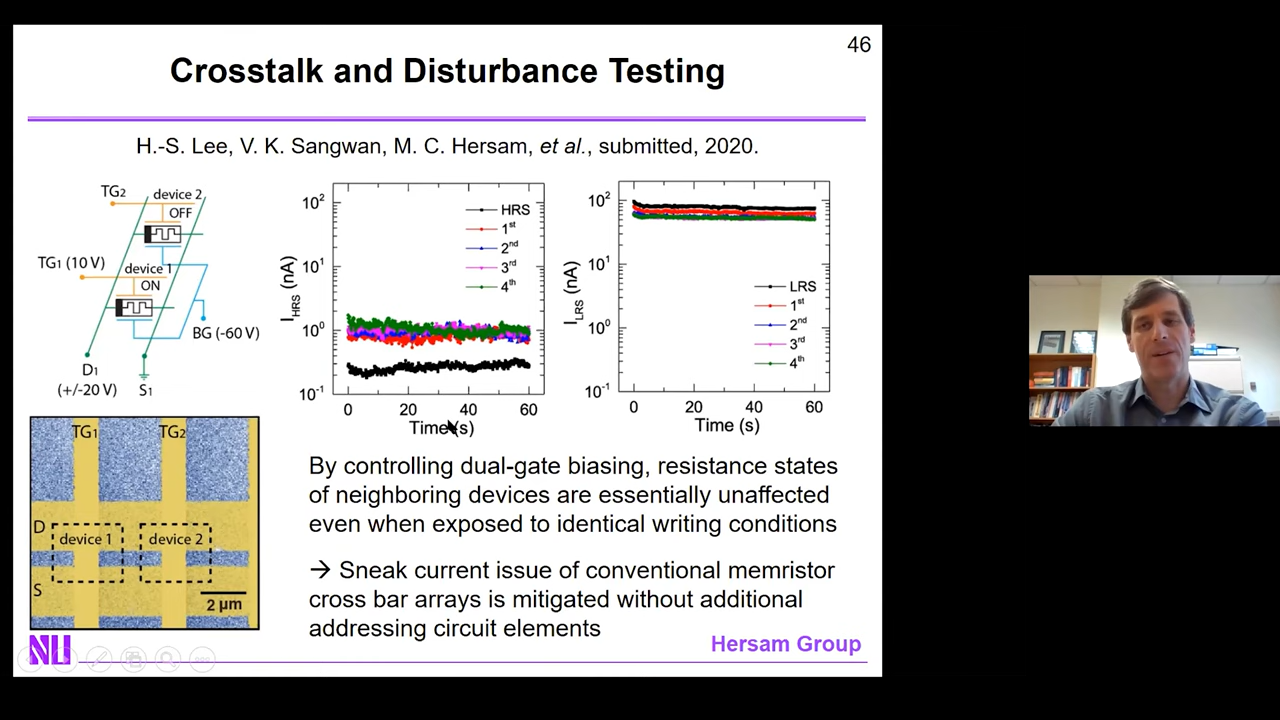 46
Crosstalk and Disturbance Testing
H.-S. Lee, V. K. Sangwan, M. C. Hersam, et al., submitted, 2020.
TG2
device 2
OFF
TG1 (10 V)
device 1
ON
BG (-60 V)
D1
(+/-20 V)
S1
IHRS (nA)
10²
10¹
10⁰
10⁻¹
HRS
1st
2nd
3rd
4th
0 20 40 60
Time (s)
ILRS (nA)
10²
10¹
10⁰
10⁻¹
LRS
1st
2nd
3rd
4th
0 20 40 60
Time (s)
TG1 TG2
D
device 1 device 2
S
2 µm
By controlling dual-gate biasing, resistance states
of neighboring devices are essentially unaffected
even when exposed to identical writing conditions
→ Sneak current issue of conventional memristor
cross bar arrays is mitigated without additional
addressing circuit elements
NU
Hersam Group